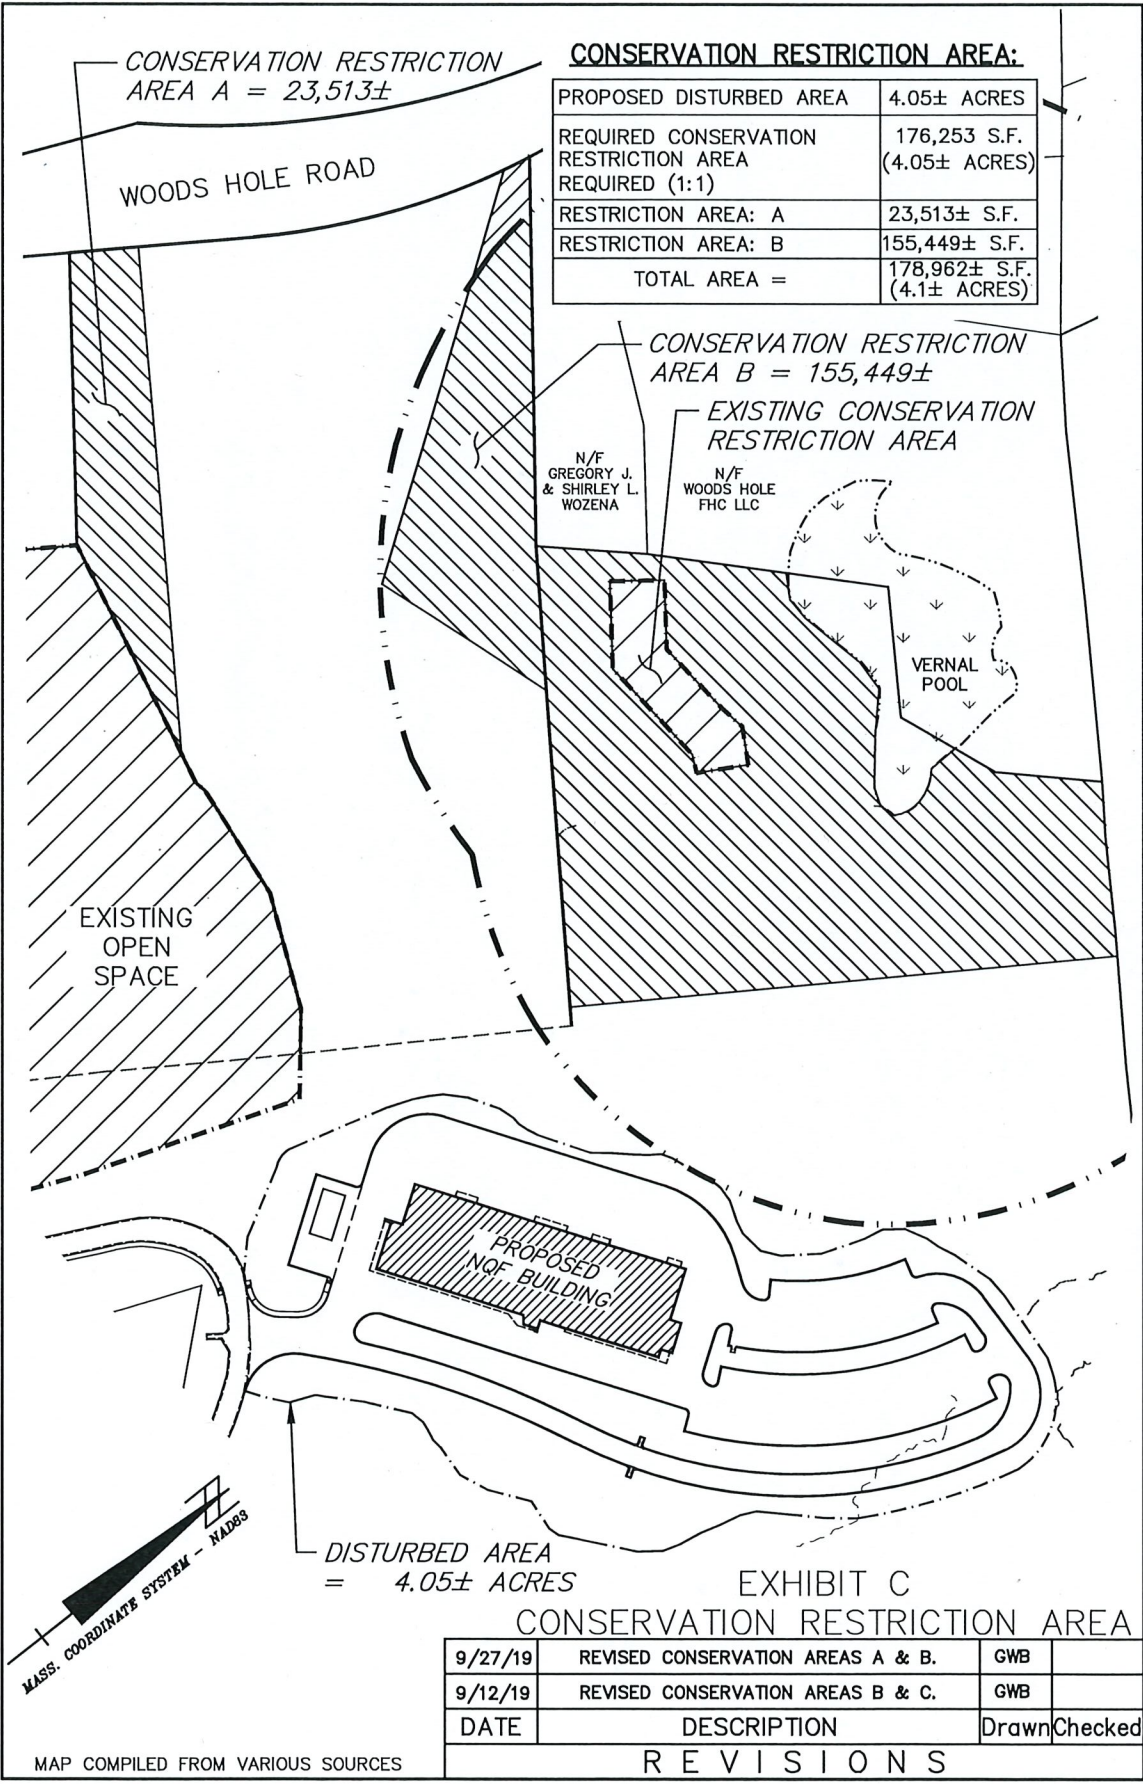 CONSERVATION RESTRICTION
AREA A = 23,513±
WOODS HOLE ROAD
CONSERVATION RESTRICTION AREA:
PROPOSED DISTURBED AREA 4.05± ACRES
REQUIRED CONSERVATION 176,253 S.F.
RESTRICTION AREA (4.05± ACRES)
REQUIRED (1:1)
RESTRICTION AREA: A 23,513± S.F.
RESTRICTION AREA: B 155,449± S.F.
TOTAL AREA = 178,962± S.F.
(4.1± ACRES)
CONSERVATION RESTRICTION
AREA B = 155,449±
EXISTING CONSERVATION
RESTRICTION AREA
N/F
GREGORY J.
& SHIRLEY L.
WOZENA
N/F
WOODS HOLE
FHC LLC
VERNAL
POOL
EXISTING
OPEN
SPACE
PROPOSED
NQF BUILDING
DISTURBED AREA
= 4.05± ACRES
MASS. COORDINATE SYSTEM - NAD83
EXHIBIT C
CONSERVATION RESTRICTION AREA
9/27/19 REVISED CONSERVATION AREAS A & B. GWB
9/12/19 REVISED CONSERVATION AREAS B & C. GWB
DATE DESCRIPTION Drawn Checked
REVISIONS
MAP COMPILED FROM VARIOUS SOURCES